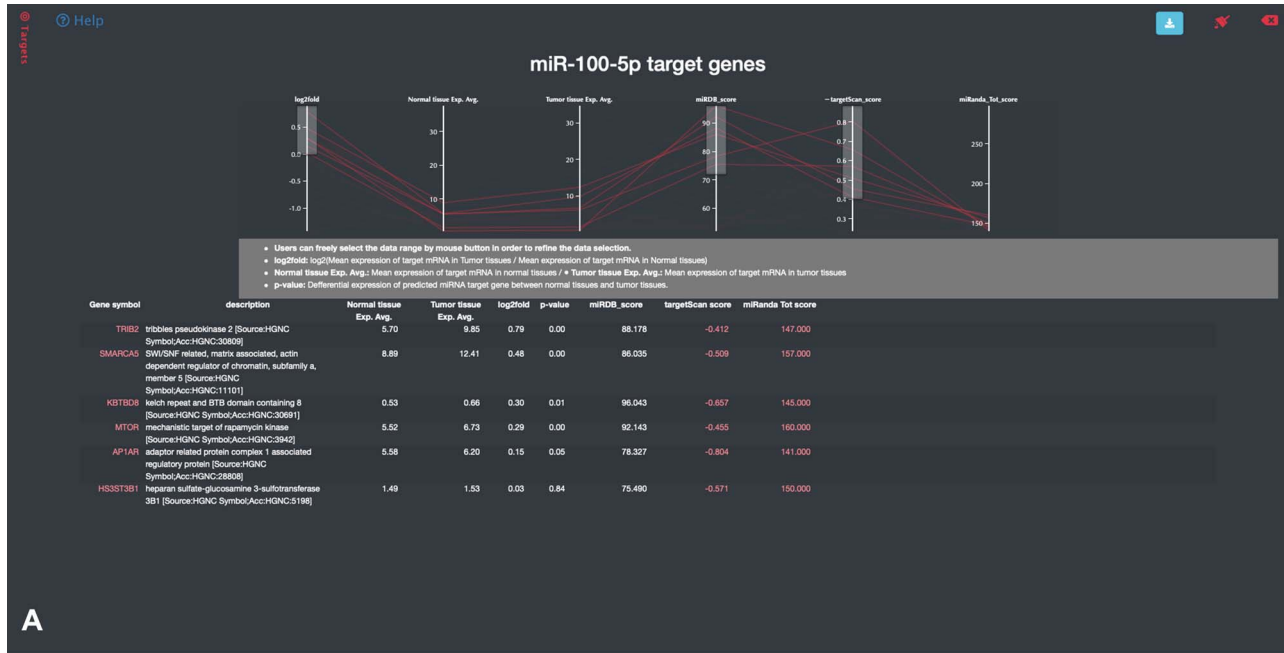 Targets
Help
miR-100-5p target genes
log2fold Normal tissue Exp. Avg. Tumor tissue Exp. Avg. miRDB_score −targetScan_score miRanda_Tot_score
0.5 0.0 -0.5 -1.0
30 20 10
30 20 10
90 80 70 60
0.8 0.7 0.6 0.5 0.4 0.3
250 200 150
• Users can freely select the data range by mouse button in order to refine the data selection.
• log2fold: log2(Mean expression of target mRNA in Tumor tissues / Mean expression of target mRNA in Normal tissues)
• Normal tissue Exp. Avg.: Mean expression of target mRNA in normal tissues / • Tumor tissue Exp. Avg.: Mean expression of target mRNA in tumor tissues
• p-value: Defferential expression of predicted miRNA target gene between normal tissues and tumor tissues.
Gene symbol description Normal tissue Tumor tissue log2fold p-value miRDB_score targetScan score miRanda Tot score
Exp. Avg. Exp. Avg.
TRIB2 tribbles pseudokinase 2 [Source:HGNC 5.70 9.85 0.79 0.00 88.178 -0.412 147.000
Symbol;Acc:HGNC:30809]
SMARCA5 SWI/SNF related, matrix associated, actin 8.89 12.41 0.48 0.00 86.035 -0.509 157.000
dependent regulator of chromatin, subfamily a,
member 5 [Source:HGNC
Symbol;Acc:HGNC:11101]
KBTBD8 kelch repeat and BTB domain containing 8 0.53 0.66 0.30 0.01 96.043 -0.657 145.000
[Source:HGNC Symbol;Acc:HGNC:30691]
MTOR mechanistic target of rapamycin kinase 5.52 6.73 0.29 0.00 92.143 -0.455 160.000
[Source:HGNC Symbol;Acc:HGNC:3942]
AP1AR adaptor related protein complex 1 associated 5.58 6.20 0.15 0.05 78.327 -0.804 141.000
regulatory protein [Source:HGNC
Symbol;Acc:HGNC:28808]
HS3ST3B1 heparan sulfate-glucosamine 3-sulfotransferase 1.49 1.53 0.03 0.84 75.490 -0.571 150.000
3B1 [Source:HGNC Symbol;Acc:HGNC:5198]
A